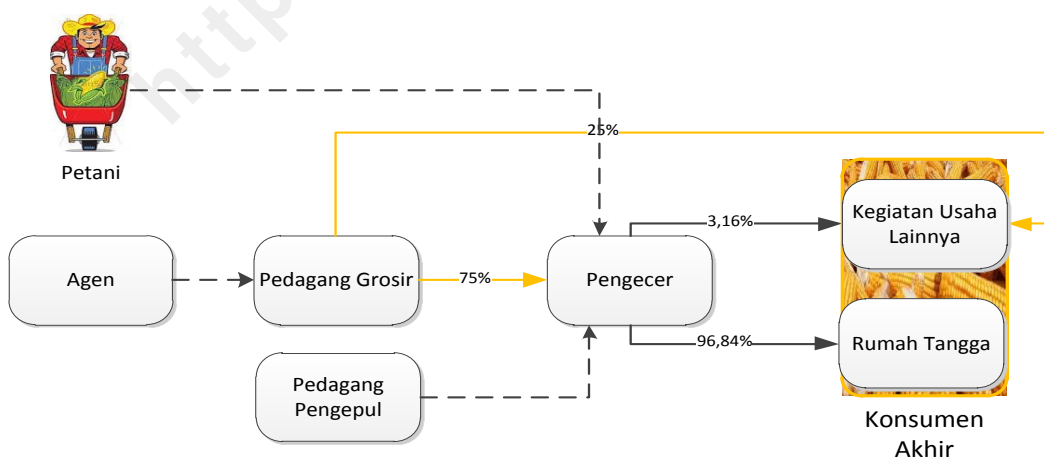 http
Petani
25%
Agen
Pedagang Grosir
75%
Pengecer
3,16%
Kegiatan Usaha
Lainnya
96,84%
Rumah Tangga
Pedagang
Pengepul
Konsumen
Akhir